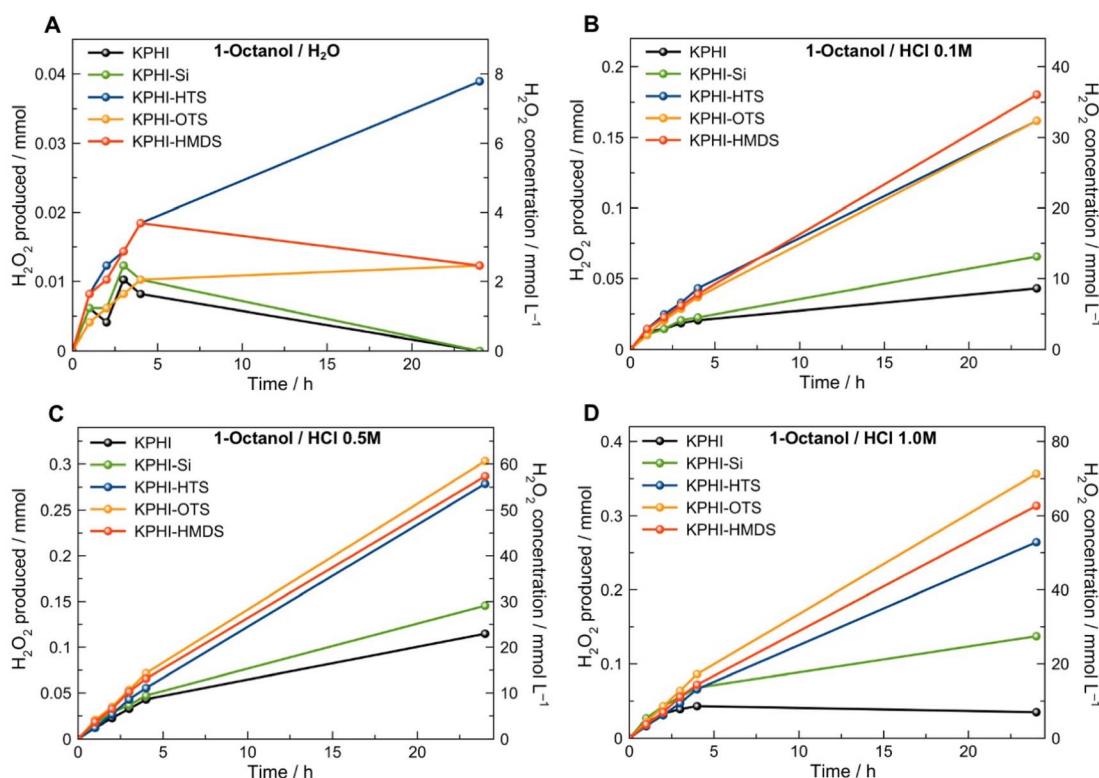 A
1-Octanol / H₂O
KPHI
KPHI-Si
KPHI-HTS
KPHI-OTS
KPHI-HMDS
H₂O₂ produced / mmol
0.04
0.03
0.02
0.01
0
0 5 10 15 20
Time / h
8
6
4
2
0
H₂O₂ concentration / mmol L⁻¹
B
1-Octanol / HCl 0.1M
KPHI
KPHI-Si
KPHI-HTS
KPHI-OTS
KPHI-HMDS
H₂O₂ produced / mmol
0.2
0.15
0.1
0.05
0
0 5 10 15 20
Time / h
40
30
20
10
0
H₂O₂ concentration / mmol L⁻¹
C
1-Octanol / HCl 0.5M
KPHI
KPHI-Si
KPHI-HTS
KPHI-OTS
KPHI-HMDS
H₂O₂ produced / mmol
0.3
0.25
0.2
0.15
0.1
0.05
0
0 5 10 15 20
Time / h
60
50
40
30
20
10
0
H₂O₂ concentration / mmol L⁻¹
D
1-Octanol / HCl 1.0M
KPHI
KPHI-Si
KPHI-HTS
KPHI-OTS
KPHI-HMDS
H₂O₂ produced / mmol
0.4
0.3
0.2
0.1
0
0 5 10 15 20
Time / h
80
60
40
20
0
H₂O₂ concentration / mmol L⁻¹